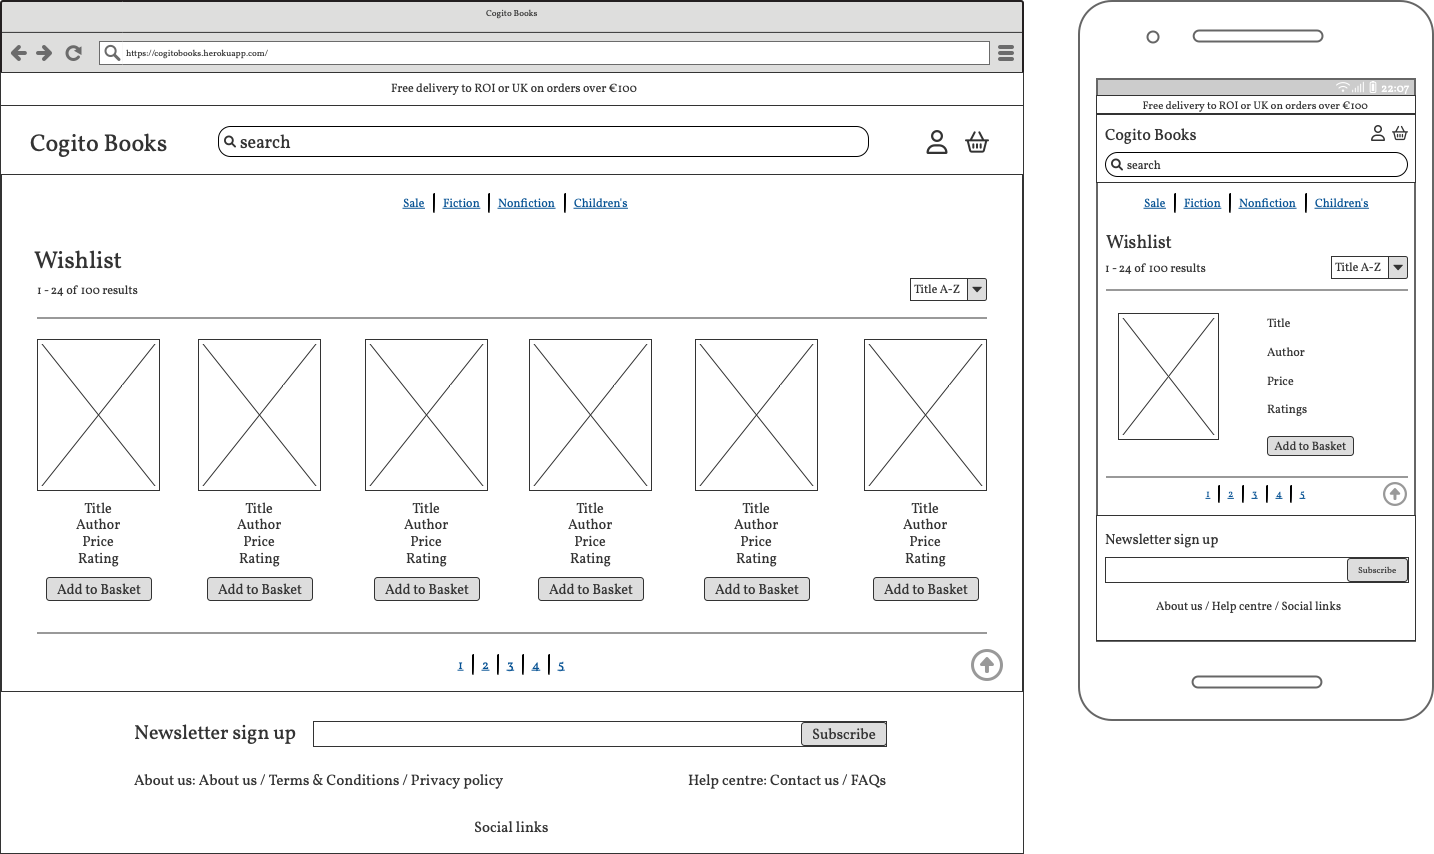 Cogito Books
https://cogitobooks.herokuapp.com/
Free delivery to ROI or UK on orders over €100
Cogito Books
search
Sale Fiction Nonfiction Children's
Wishlist
1 - 24 of 100 results
Title A-Z
Title Title Title Title Title Title
Author Author Author Author Author Author
Price Price Price Price Price Price
Rating Rating Rating Rating Rating Rating
Add to Basket Add to Basket Add to Basket Add to Basket Add to Basket Add to Basket
1 2 3 4 5
Newsletter sign up
Subscribe
About us: About us / Terms & Conditions / Privacy policy
Help centre: Contact us / FAQs
Social links
22:07
Free delivery to ROI or UK on orders over €100
Cogito Books
search
Sale Fiction Nonfiction Children's
Wishlist
1 - 24 of 100 results
Title A-Z
Title
Author
Price
Ratings
Add to Basket
1 2 3 4 5
Newsletter sign up
Subscribe
About us / Help centre / Social links